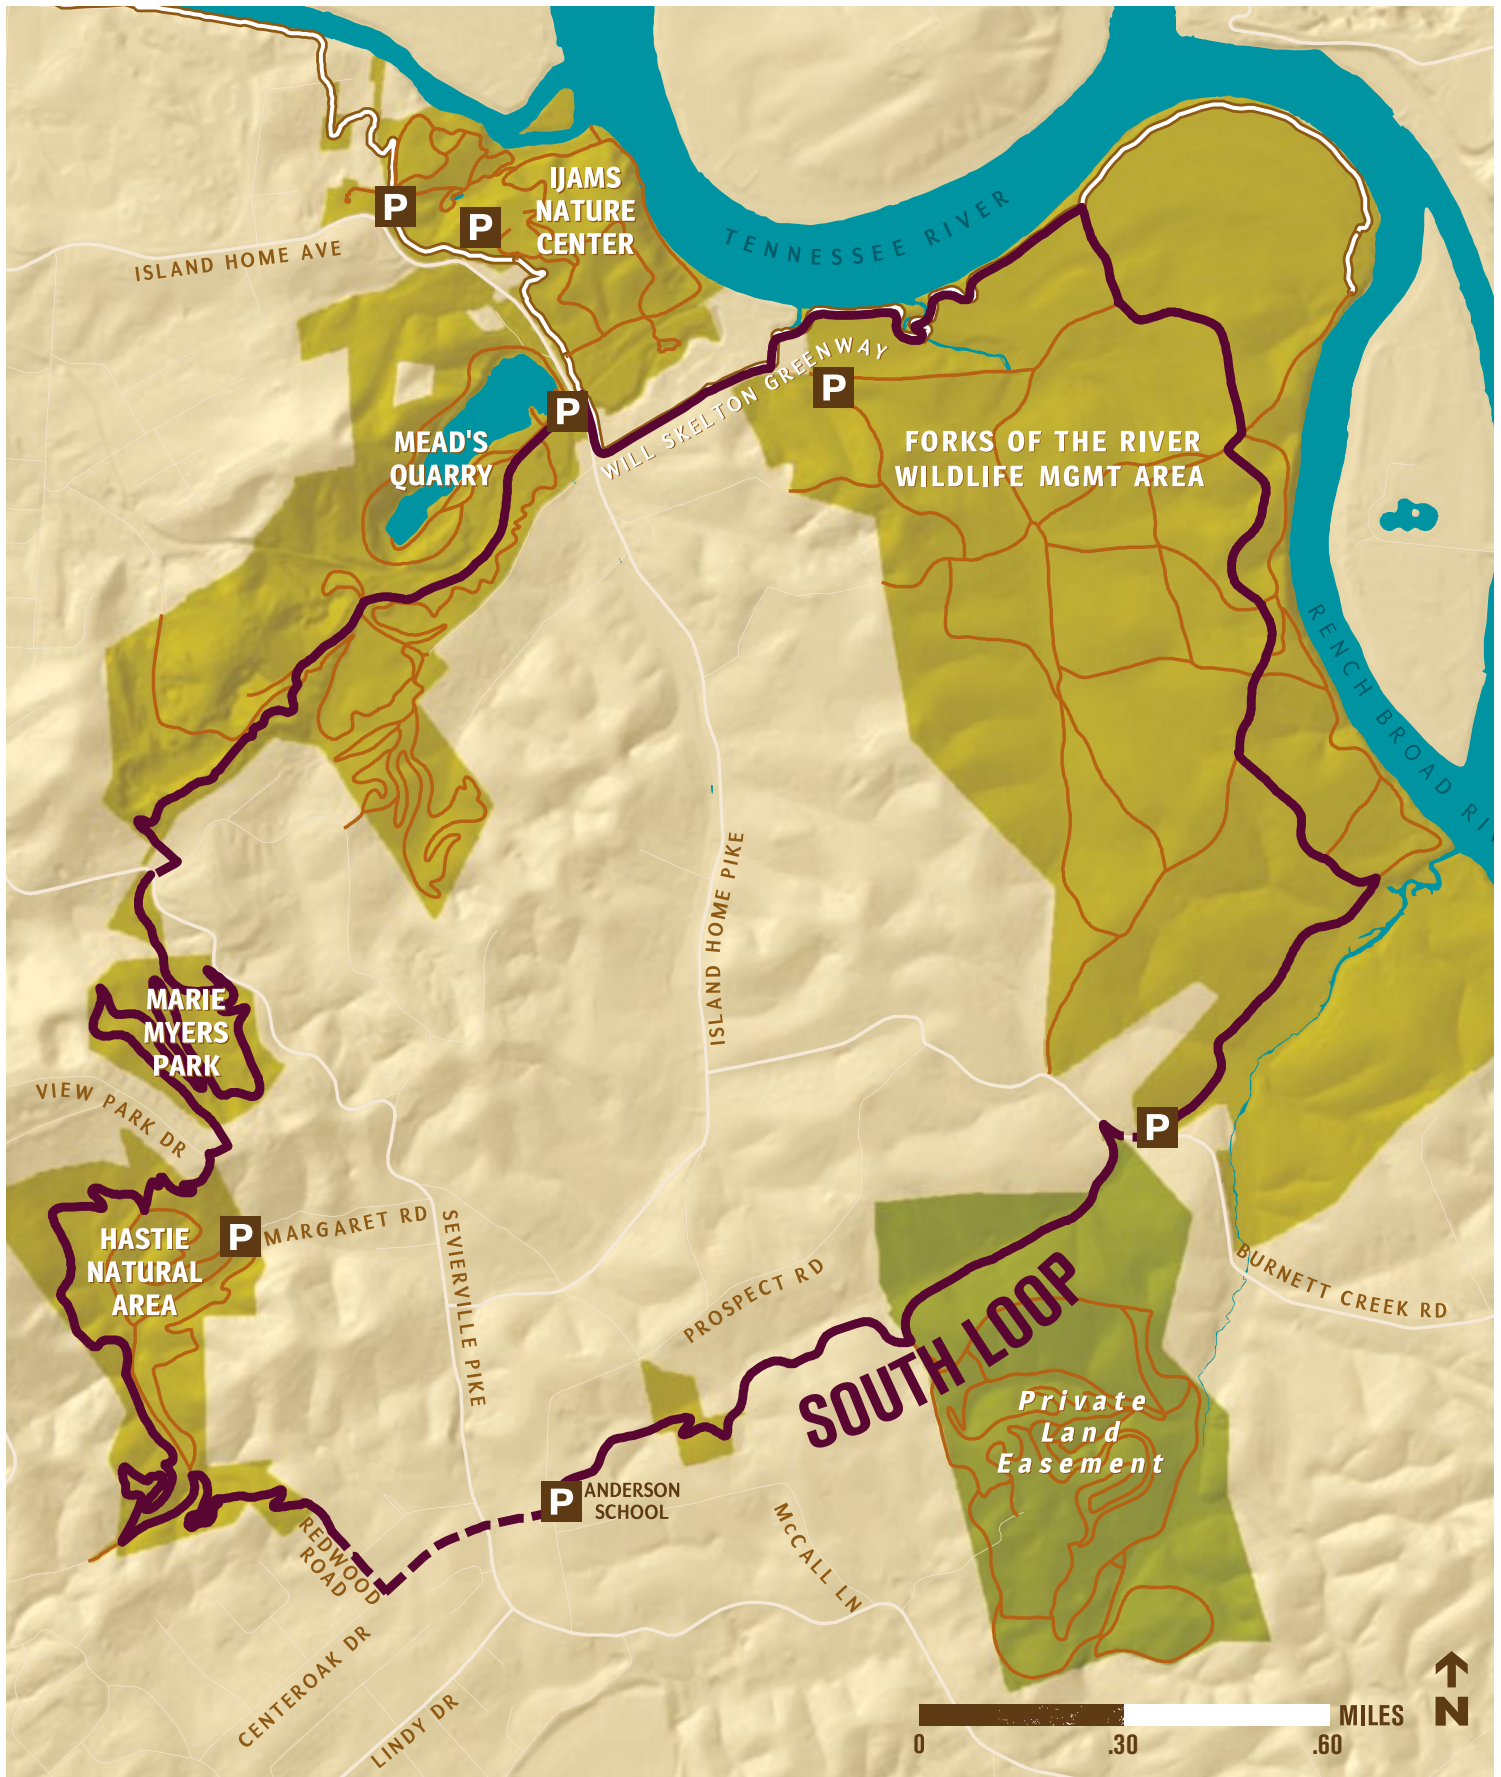 IJAMS
NATURE
CENTER
P
P
TENNESSEE RIVER
ISLAND HOME AVE
WILL SKELTON GREENWAY
P
P
MEAD'S
QUARRY
FORKS OF THE RIVER
WILDLIFE MGMT AREA
RENCH BROAD RIV
ISLAND HOME PIKE
MARIE
MYERS
PARK
VIEW PARK DR
P
P
MARGARET RD
HASTIE
NATURAL
AREA
SEVIERVILLE PIKE
PROSPECT RD
BURNETT CREEK RD
SOUTH LOOP
Private
Land
Easement
P
ANDERSON
SCHOOL
McCALL LN
REDWOOD
ROAD
CENTEROAK DR
LINDY DR
MILES
0 .30 .60
N